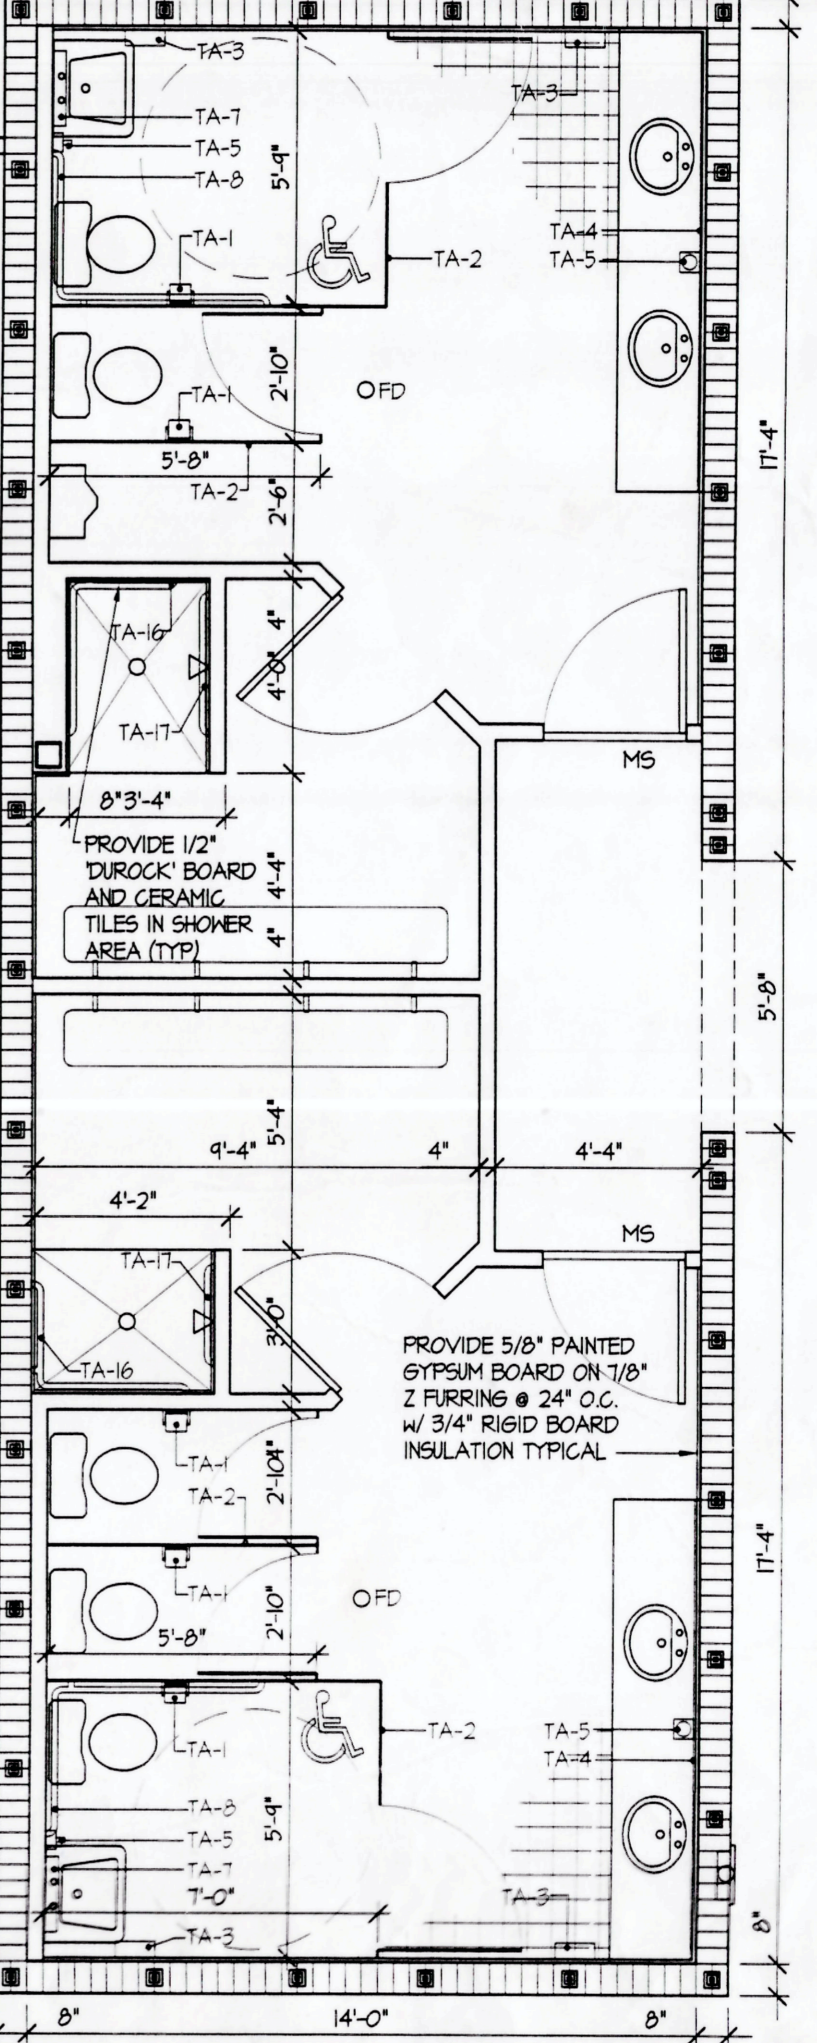 TA-3
TA-3
TA-7
TA-5
TA-8
5'-9"
TA-1
TA-4
TA-2
TA-5
2'-10"
TA-1
OFD
17'-4"
5'-8"
TA-2
2'-6"
4"
TA-16
4'-0"
TA-17
MS
8" 3'-4"
PROVIDE 1/2"
'DUROCK' BOARD
AND CERAMIC
TILES IN SHOWER
AREA (TYP)
4'-4"
4"
5'-8"
5'-4"
9'-4"
4"
4'-4"
4'-2"
MS
TA-17
3'-0"
TA-16
PROVIDE 5/8" PAINTED
GYPSUM BOARD ON 7/8"
Z FURRING @ 24" O.C.
W/ 3/4" RIGID BOARD
INSULATION TYPICAL
TA-1
2'-10 4"
TA-2
17'-4"
TA-1
OFD
2'-10"
5'-8"
TA-1
TA-2
TA-5
TA-4
TA-8
5'-9"
TA-5
TA-7
7'-0"
TA-3
TA-3
8"
8"
14'-0"
8"